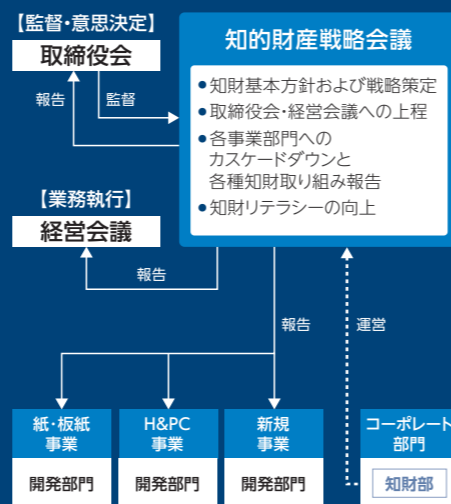 【監督・意思決定】
取締役会
報告
監督
知的財産戦略会議
●知財基本方針および戦略策定
●取締役会・経営会議への上程
●各事業部門への
カスケードダウンと
各種知財取り組み報告
●知財リテラシーの向上
【業務執行】
経営会議
報告
報告
運営
紙・板紙
事業
開発部門
H&PC
事業
開発部門
新規
事業
開発部門
コーポレート
部門
知財部